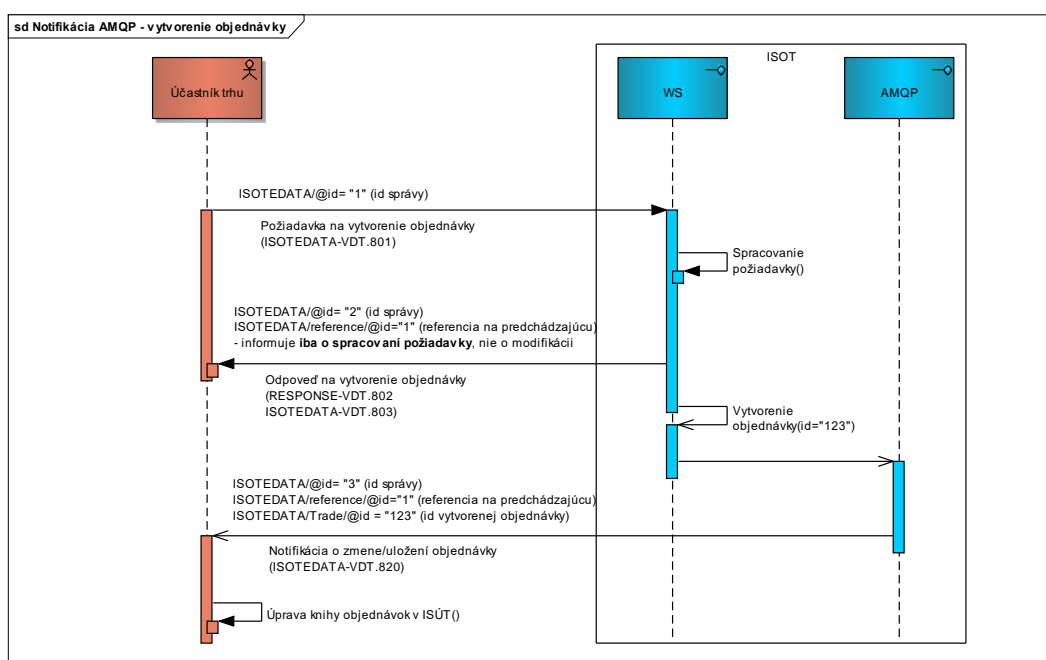 sd Notifikácia AMQP - vytvorenie objednávky
ISOT
Účastník trhu
WS
AMQP
ISOTEDATA/@id= "1" (id správy)
Požiadavka na vytvorenie objednávky
(ISOTEDATA-VDT.801)
Spracovanie
požiadavky()
ISOTEDATA/@id= "2" (id správy)
ISOTEDATA/reference/@id="1" (referencia na predchádzajúcu)
- informuje iba o spracovaní požiadavky, nie o modifikácii
Odpoveď na vytvorenie objednávky
(RESPONSE-VDT.802
ISOTEDATA-VDT.803)
Vytvorenie
objednávky(id="123")
ISOTEDATA/@id= "3" (id správy)
ISOTEDATA/reference/@id="1" (referencia na predchádzajúcu)
ISOTEDATA/Trade/@id = "123" (id vytvorenej objednávky)
Notifikácia o zmene/uložení objednávky
(ISOTEDATA-VDT.820)
Úprava knihy objednávok v ISÚT()